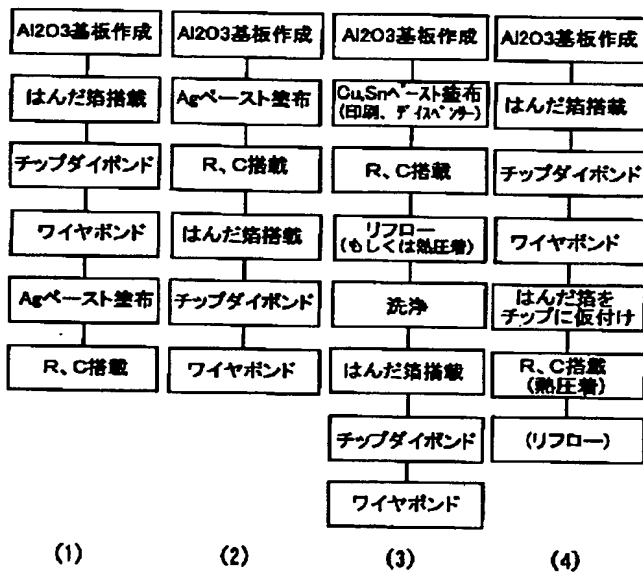 Al2O3基板作成
はんだ箔搭載
チップダイボンド
ワイヤボンド
Agペースト塗布
R、C搭載
(1)
Al2O3基板作成
Agペースト塗布
R、C搭載
はんだ箔搭載
チップダイボンド
ワイヤボンド
(2)
Al2O3基板作成
Cu,Snペースト塗布
(印刷、ディスペンサー)
R、C搭載
リフロー
(もしくは熱圧着)
洗浄
はんだ箔搭載
チップダイボンド
ワイヤボンド
(3)
Al2O3基板作成
はんだ箔搭載
チップダイボンド
ワイヤボンド
はんだ箔を
チップに仮付け
R、C搭載
(熱圧着)
(リフロー)
(4)